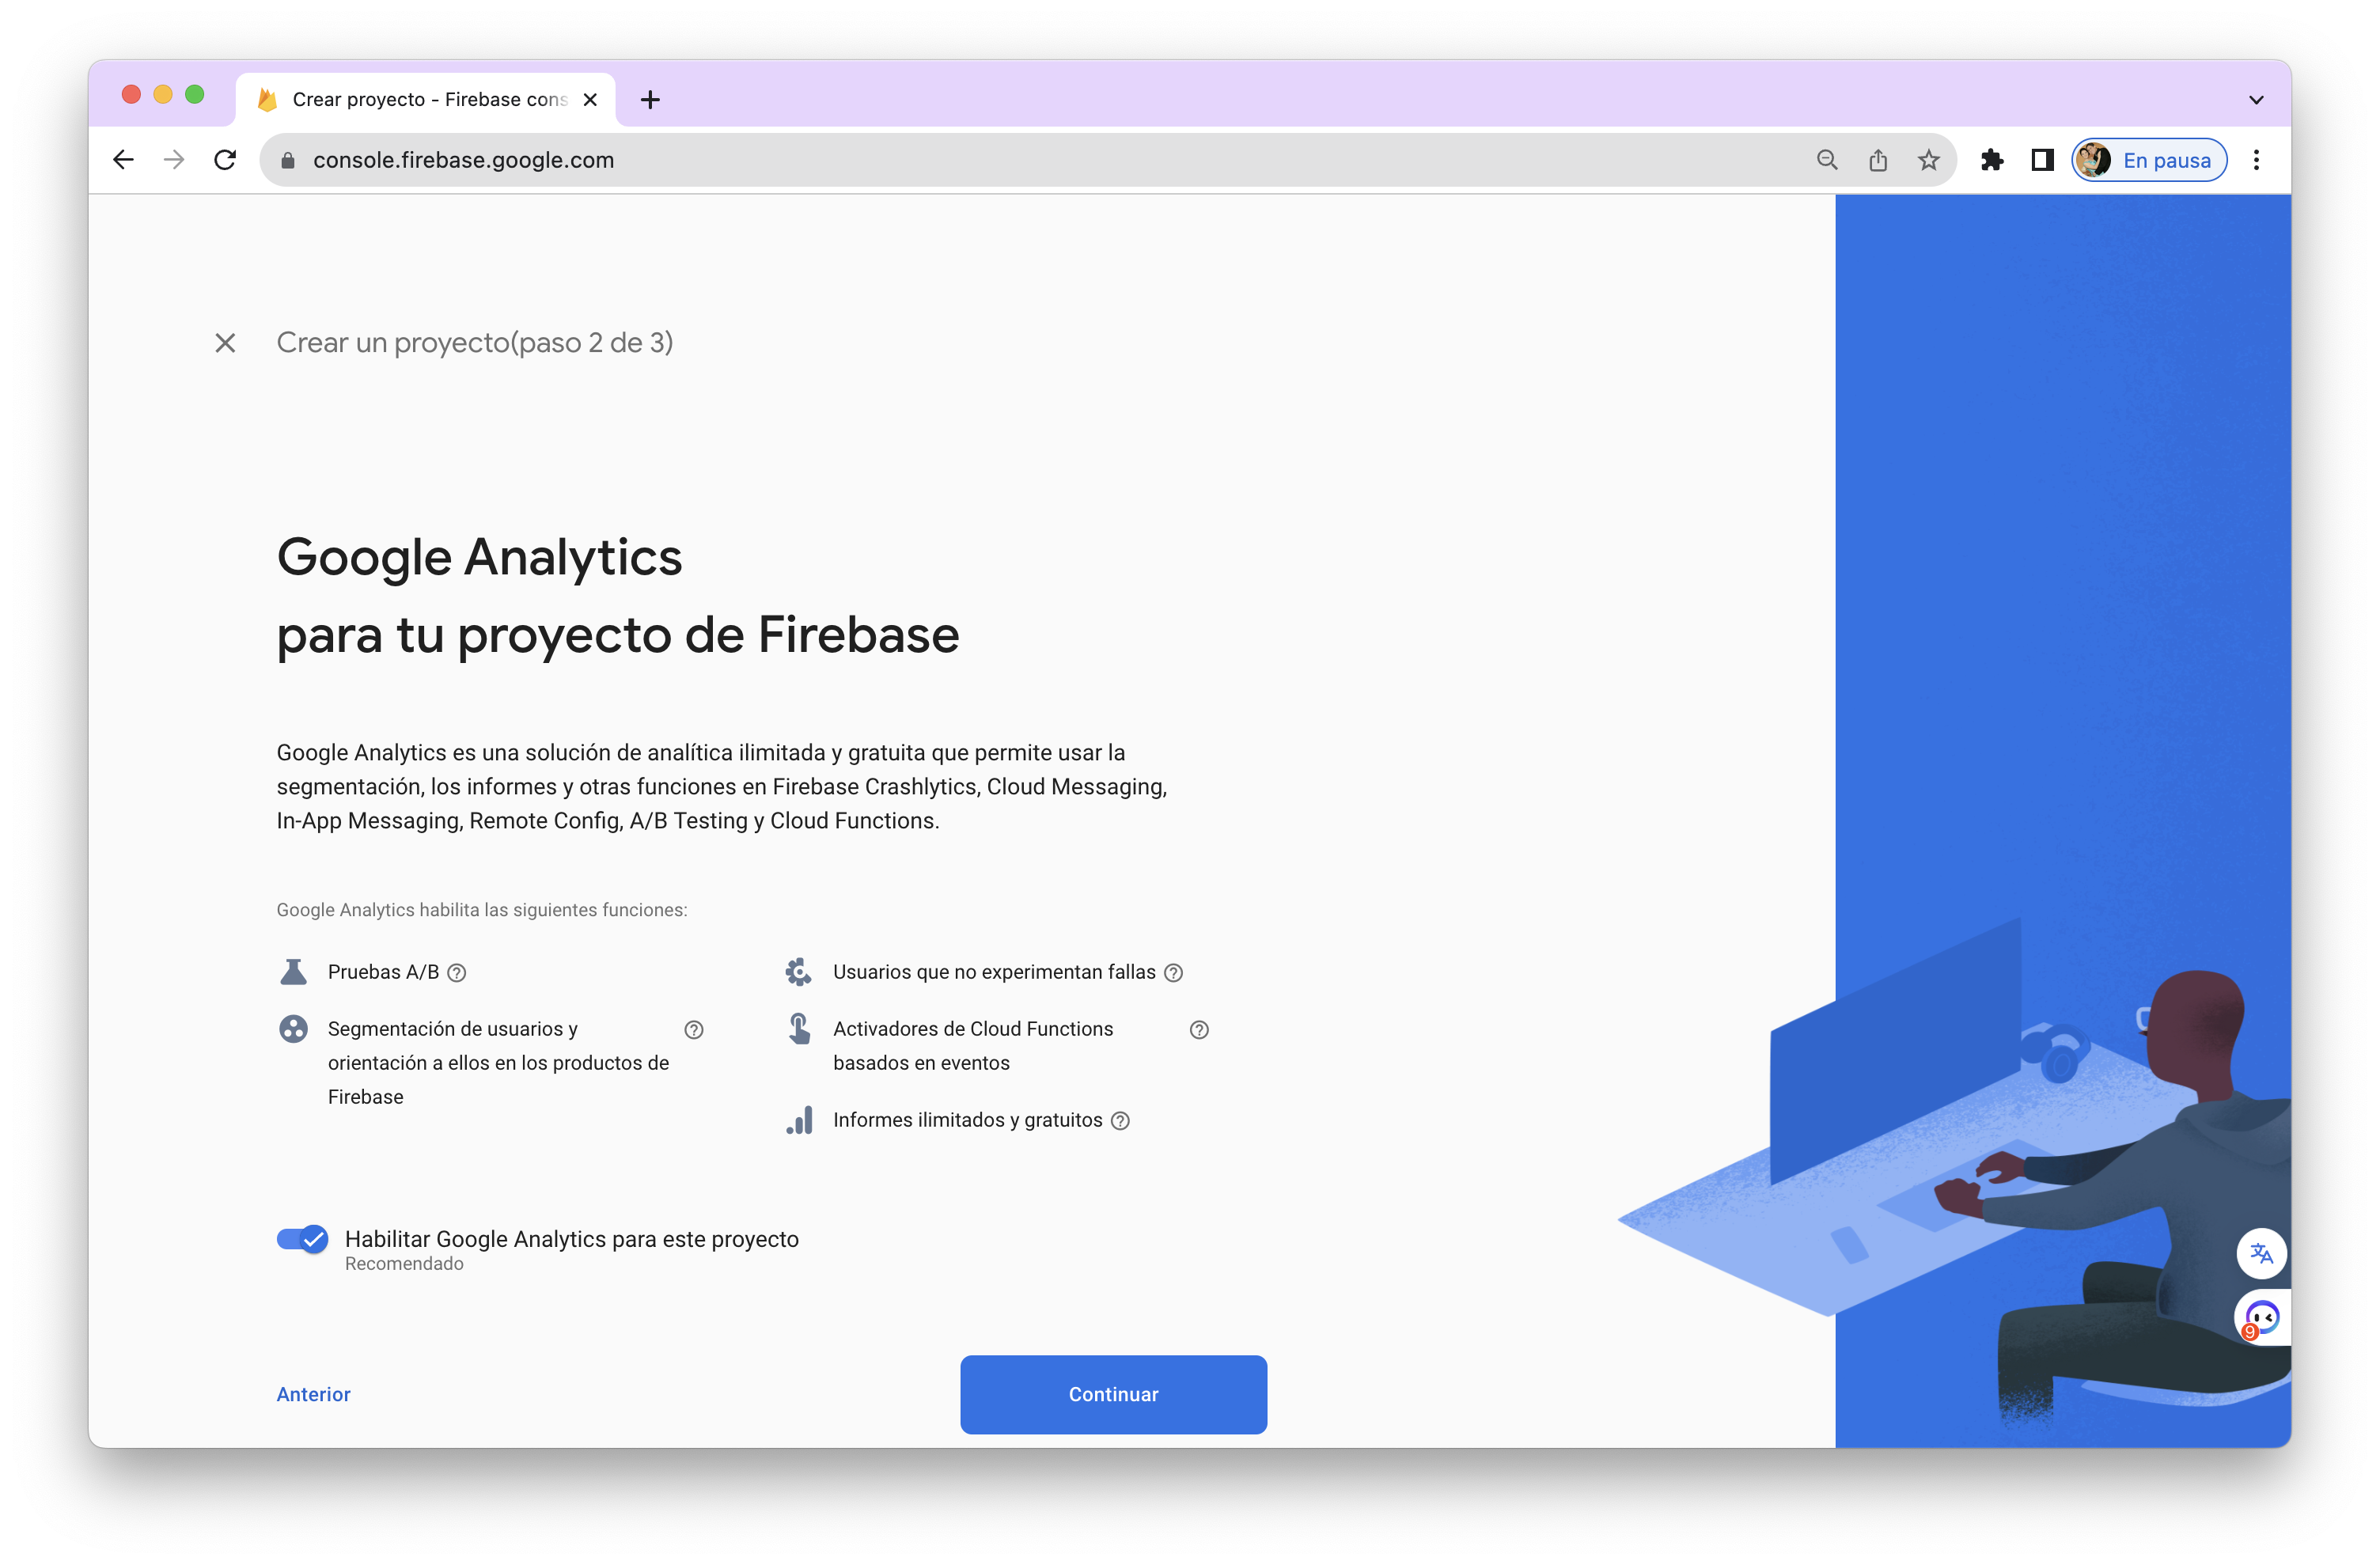 Crear proyecto - Firebase cons
console.firebase.google.com
En pausa
Crear un proyecto(paso 2 de 3)
Google Analytics
para tu proyecto de Firebase
Google Analytics es una solución de analítica ilimitada y gratuita que permite usar la
segmentación, los informes y otras funciones en Firebase Crashlytics, Cloud Messaging,
In-App Messaging, Remote Config, A/B Testing y Cloud Functions.
Google Analytics habilita las siguientes funciones:
Pruebas A/B
Segmentación de usuarios y
orientación a ellos en los productos de
Firebase
Usuarios que no experimentan fallas
Activadores de Cloud Functions
basados en eventos
Informes ilimitados y gratuitos
Habilitar Google Analytics para este proyecto
Recomendado
Anterior
Continuar
9